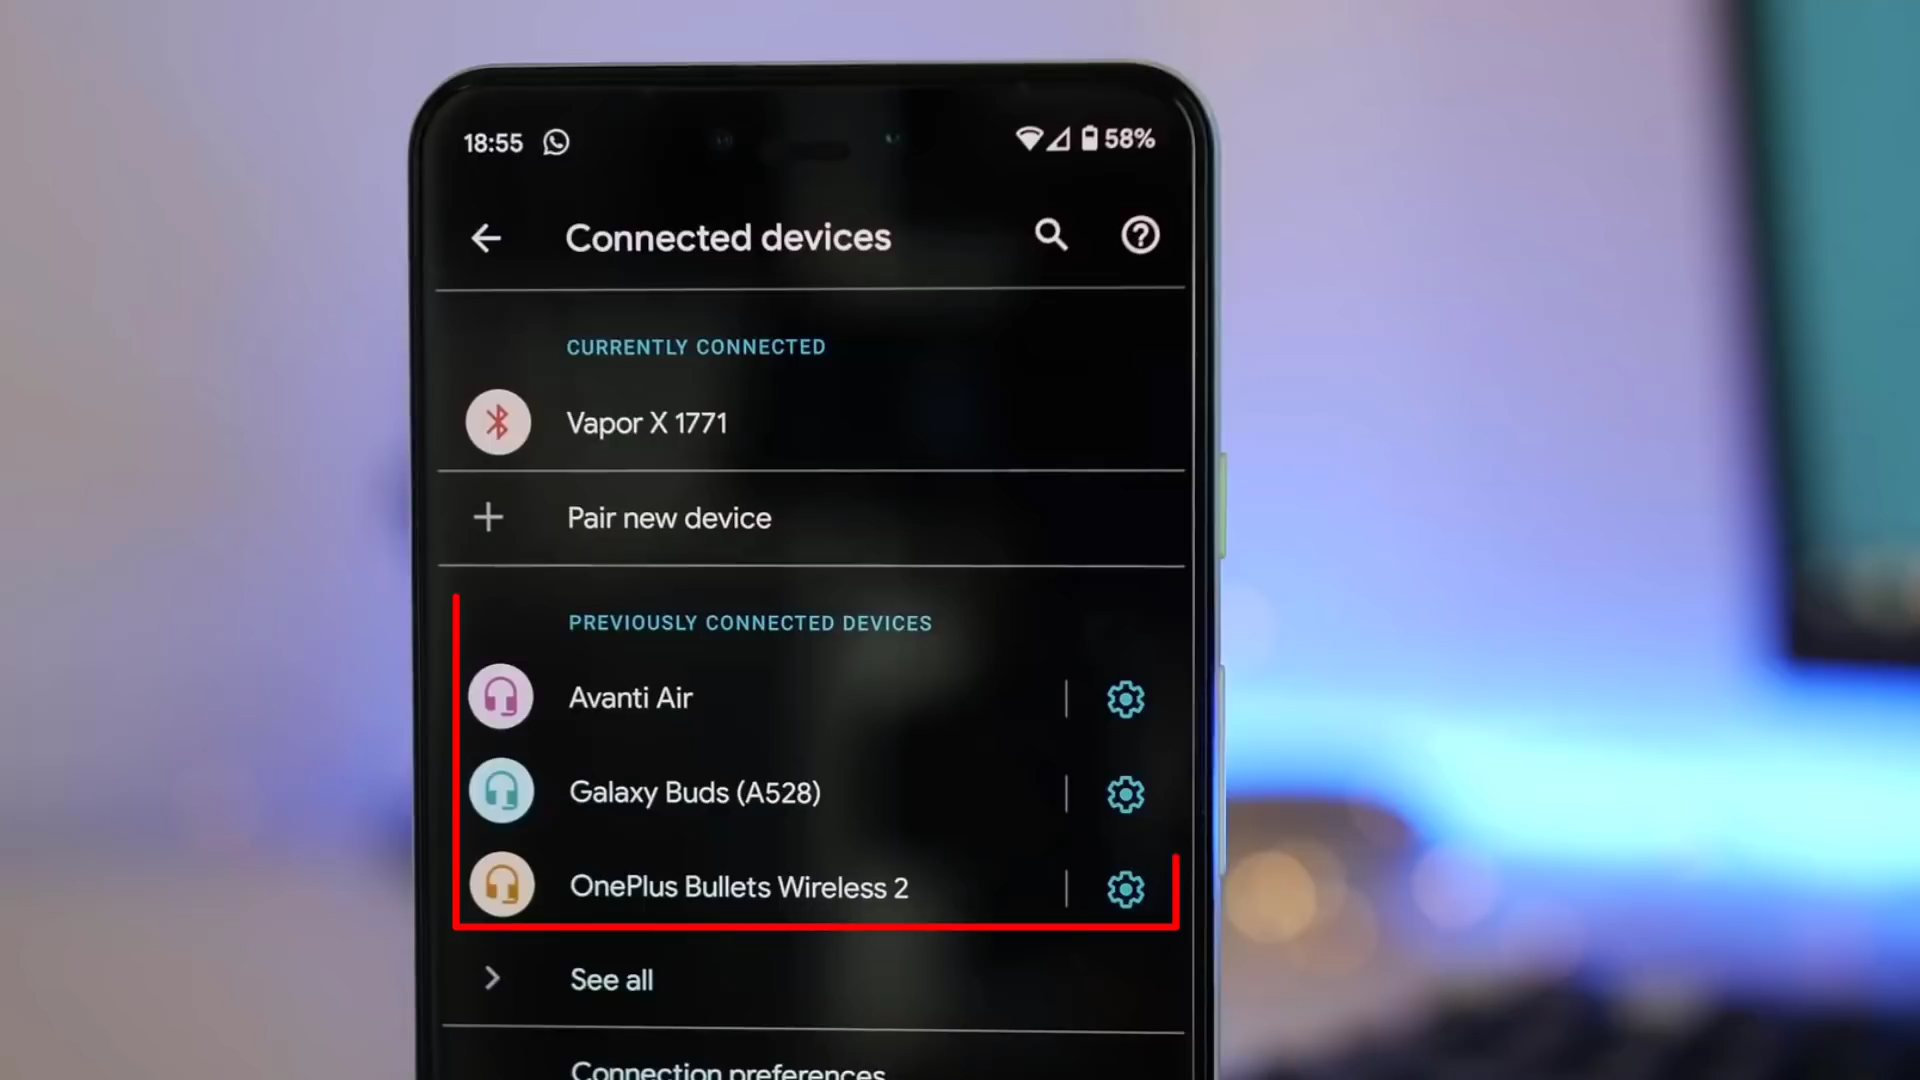 18:55 58%
Connected devices
CURRENTLY CONNECTED
Vapor X 1771
Pair new device
PREVIOUSLY CONNECTED DEVICES
Avanti Air
Galaxy Buds (A528)
OnePlus Bullets Wireless 2
See all
Connection preferences